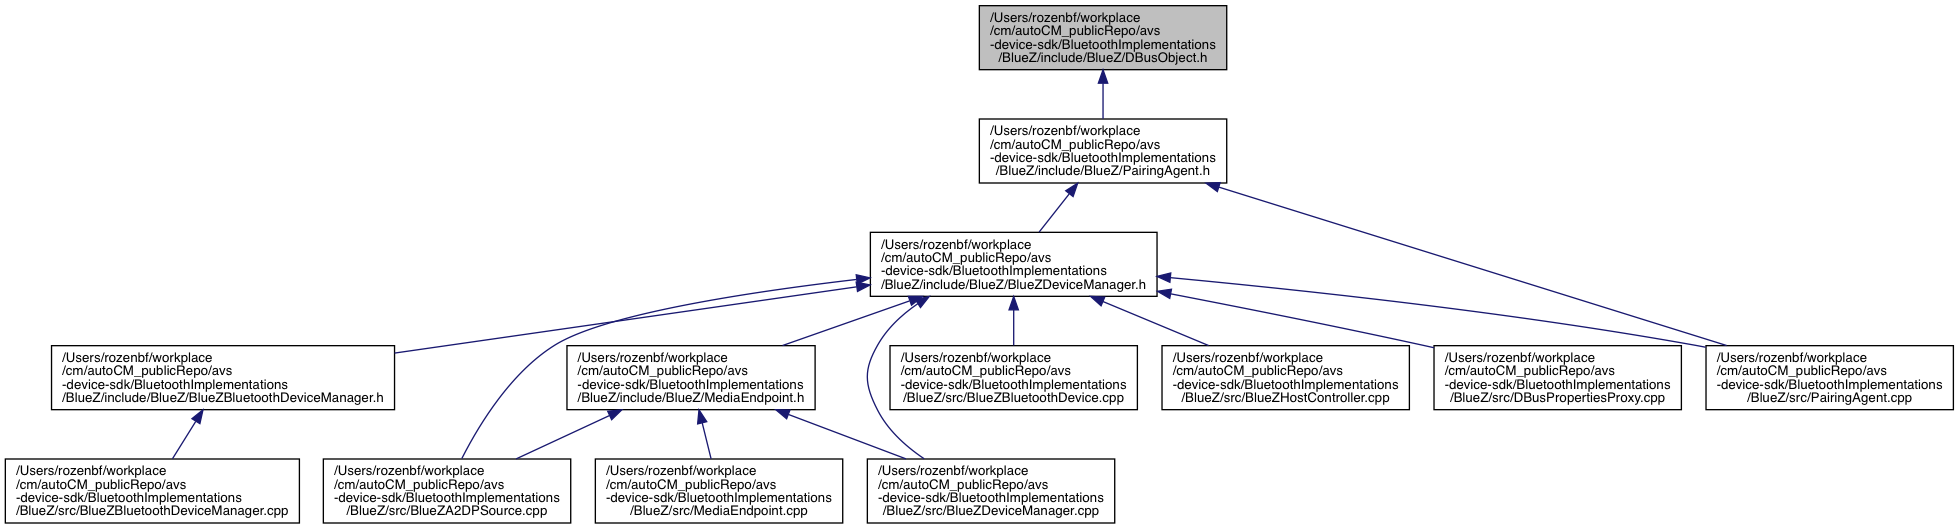 /Users/rozenbf/workplace
/cm/autoCM_publicRepo/avs
-device-sdk/BluetoothImplementations
/BlueZ/include/BlueZ/DBusObject.h
/Users/rozenbf/workplace
/cm/autoCM_publicRepo/avs
-device-sdk/BluetoothImplementations
/BlueZ/include/BlueZ/PairingAgent.h
/Users/rozenbf/workplace
/cm/autoCM_publicRepo/avs
-device-sdk/BluetoothImplementations
/BlueZ/include/BlueZ/BlueZDeviceManager.h
/Users/rozenbf/workplace
/cm/autoCM_publicRepo/avs
-device-sdk/BluetoothImplementations
/BlueZ/include/BlueZ/BlueZBluetoothDeviceManager.h
/Users/rozenbf/workplace
/cm/autoCM_publicRepo/avs
-device-sdk/BluetoothImplementations
/BlueZ/include/BlueZ/MediaEndpoint.h
/Users/rozenbf/workplace
/cm/autoCM_publicRepo/avs
-device-sdk/BluetoothImplementations
/BlueZ/src/BlueZBluetoothDevice.cpp
/Users/rozenbf/workplace
/cm/autoCM_publicRepo/avs
-device-sdk/BluetoothImplementations
/BlueZ/src/BlueZHostController.cpp
/Users/rozenbf/workplace
/cm/autoCM_publicRepo/avs
-device-sdk/BluetoothImplementations
/BlueZ/src/DBusPropertiesProxy.cpp
/Users/rozenbf/workplace
/cm/autoCM_publicRepo/avs
-device-sdk/BluetoothImplementations
/BlueZ/src/PairingAgent.cpp
/Users/rozenbf/workplace
/cm/autoCM_publicRepo/avs
-device-sdk/BluetoothImplementations
/BlueZ/src/BlueZBluetoothDeviceManager.cpp
/Users/rozenbf/workplace
/cm/autoCM_publicRepo/avs
-device-sdk/BluetoothImplementations
/BlueZ/src/BlueZA2DPSource.cpp
/Users/rozenbf/workplace
/cm/autoCM_publicRepo/avs
-device-sdk/BluetoothImplementations
/BlueZ/src/MediaEndpoint.cpp
/Users/rozenbf/workplace
/cm/autoCM_publicRepo/avs
-device-sdk/BluetoothImplementations
/BlueZ/src/BlueZDeviceManager.cpp